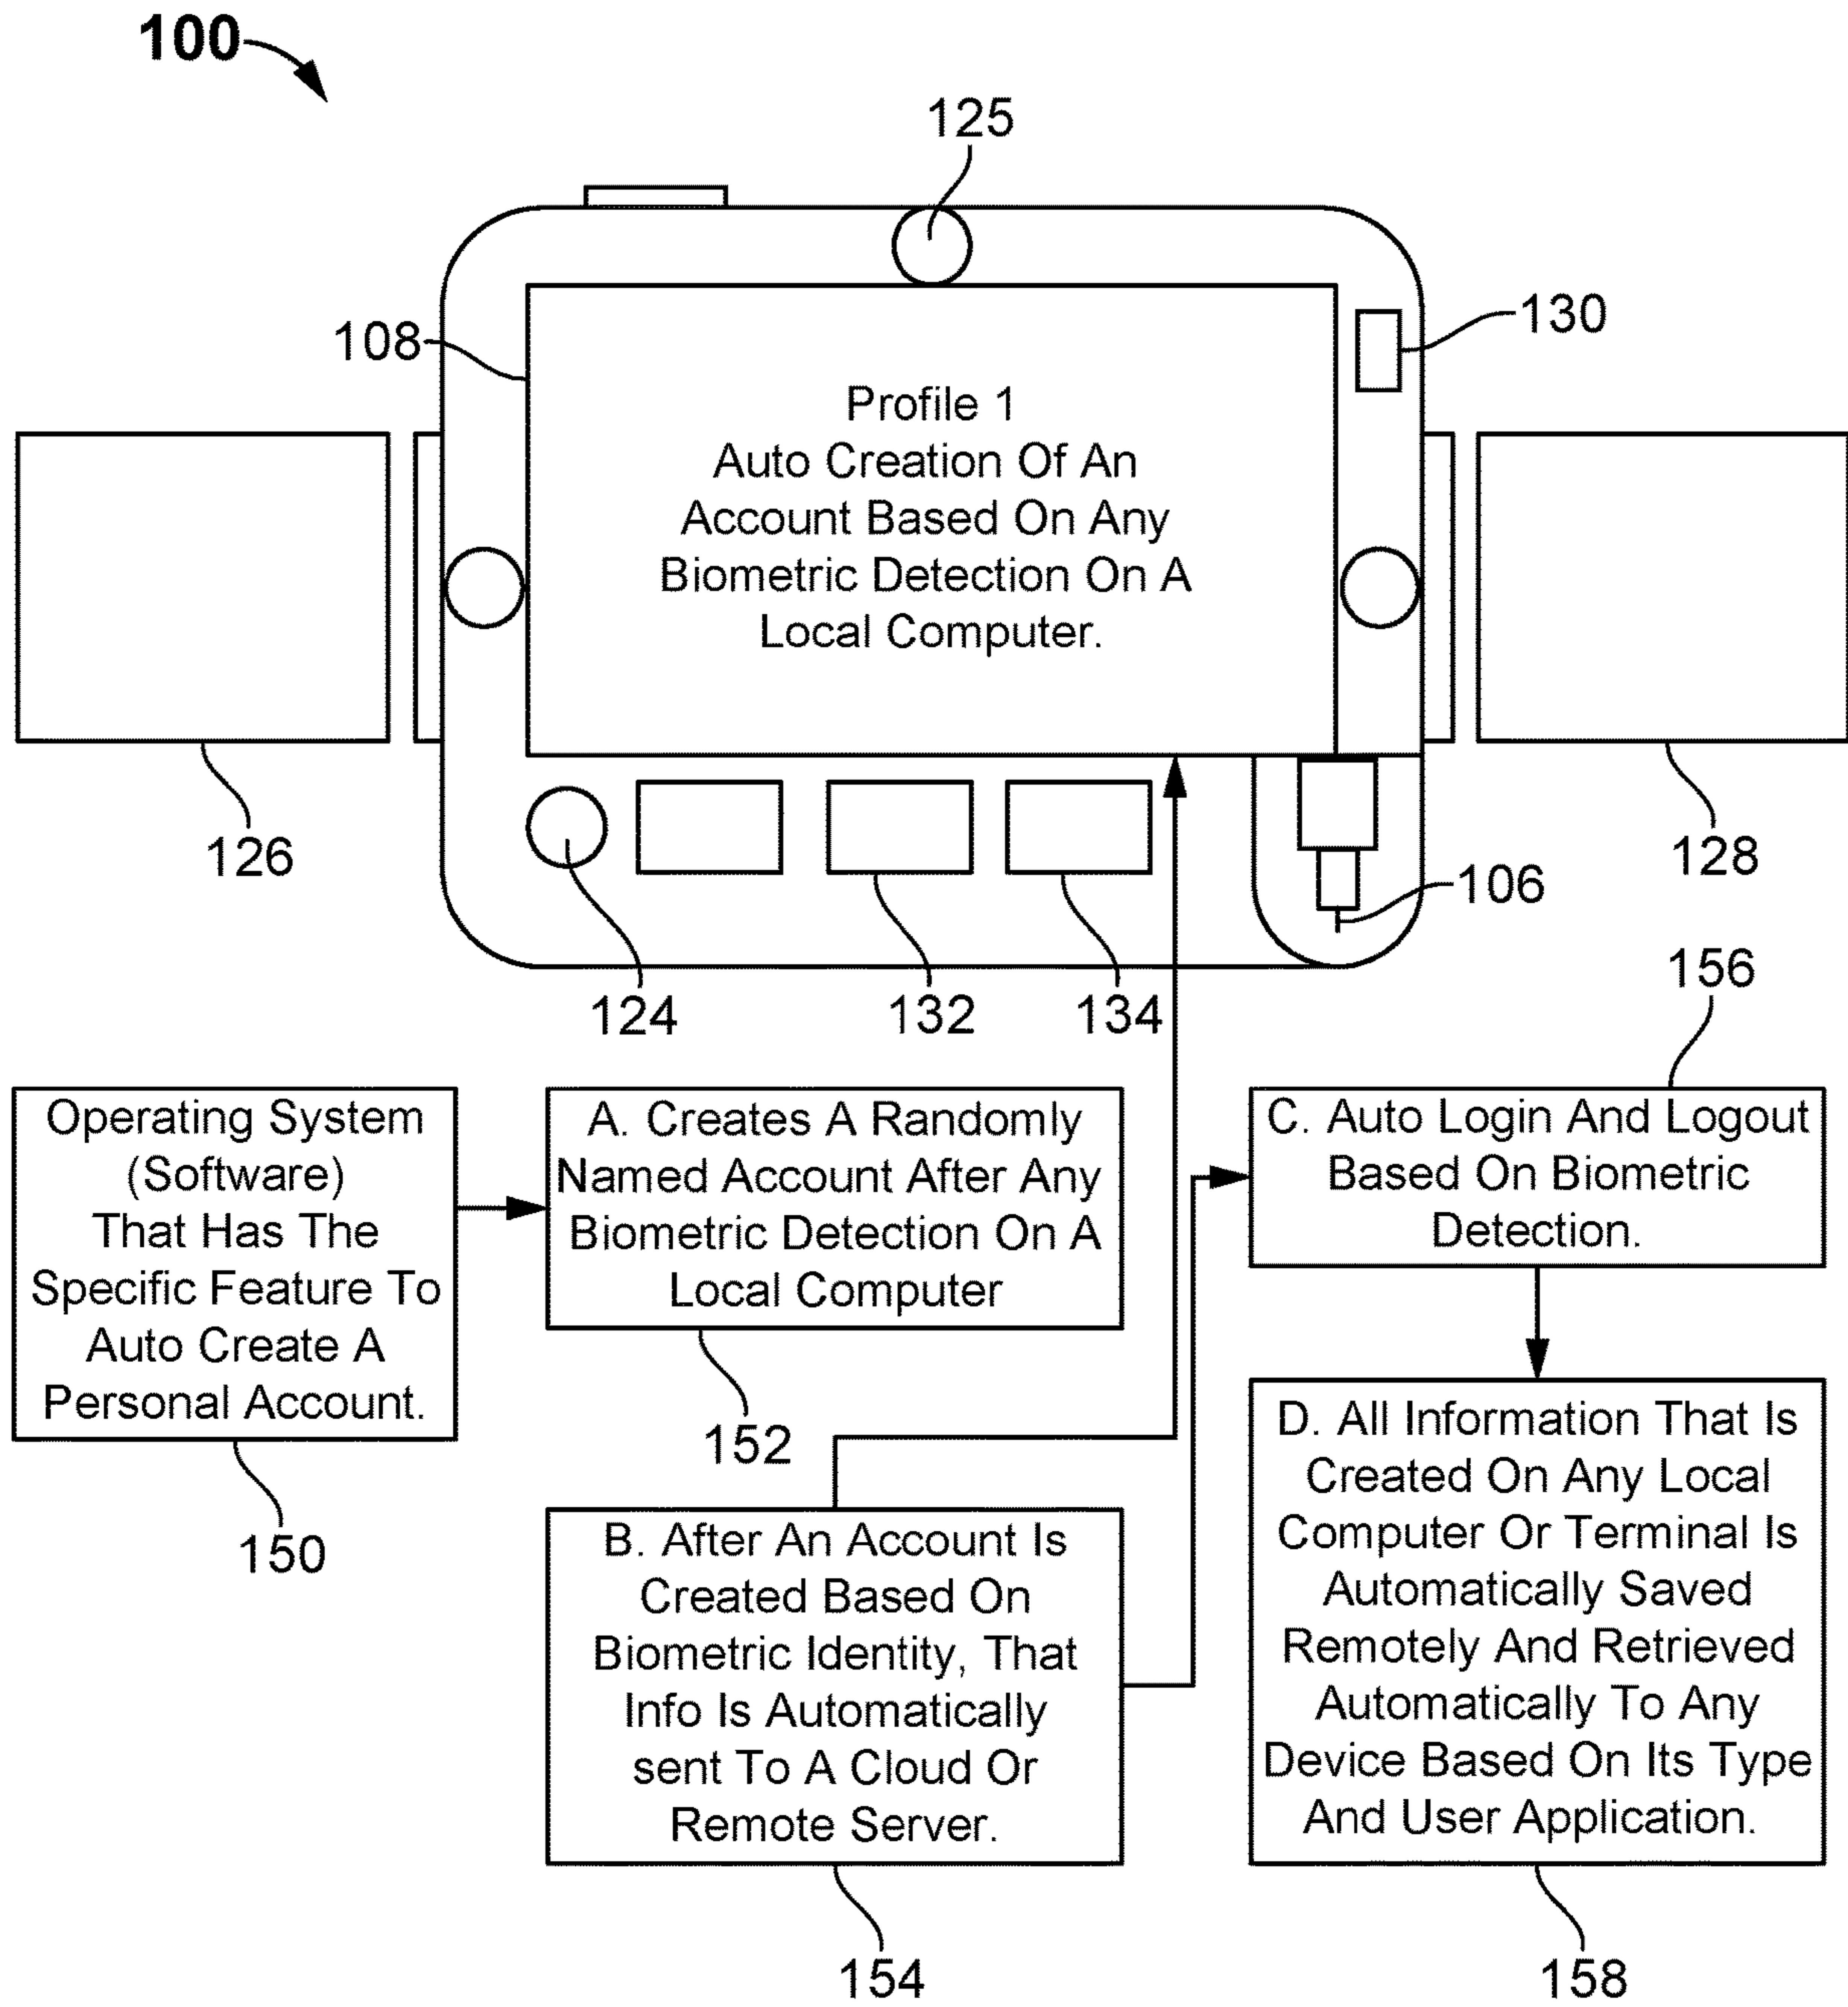 100
125
130
108
Profile 1
Auto Creation Of An
Account Based On Any
Biometric Detection On A
Local Computer.
126
128
106
124
132
134
156
Operating System
(Software)
That Has The
Specific Feature To
Auto Create A
Personal Account.
150
A. Creates A Randomly
Named Account After Any
Biometric Detection On A
Local Computer
152
B. After An Account Is
Created Based On
Biometric Identity, That
Info Is Automatically
sent To A Cloud Or
Remote Server.
154
C. Auto Login And Logout
Based On Biometric
Detection.
D. All Information That Is
Created On Any Local
Computer Or Terminal Is
Automatically Saved
Remotely And Retrieved
Automatically To Any
Device Based On Its Type
And User Application.
158